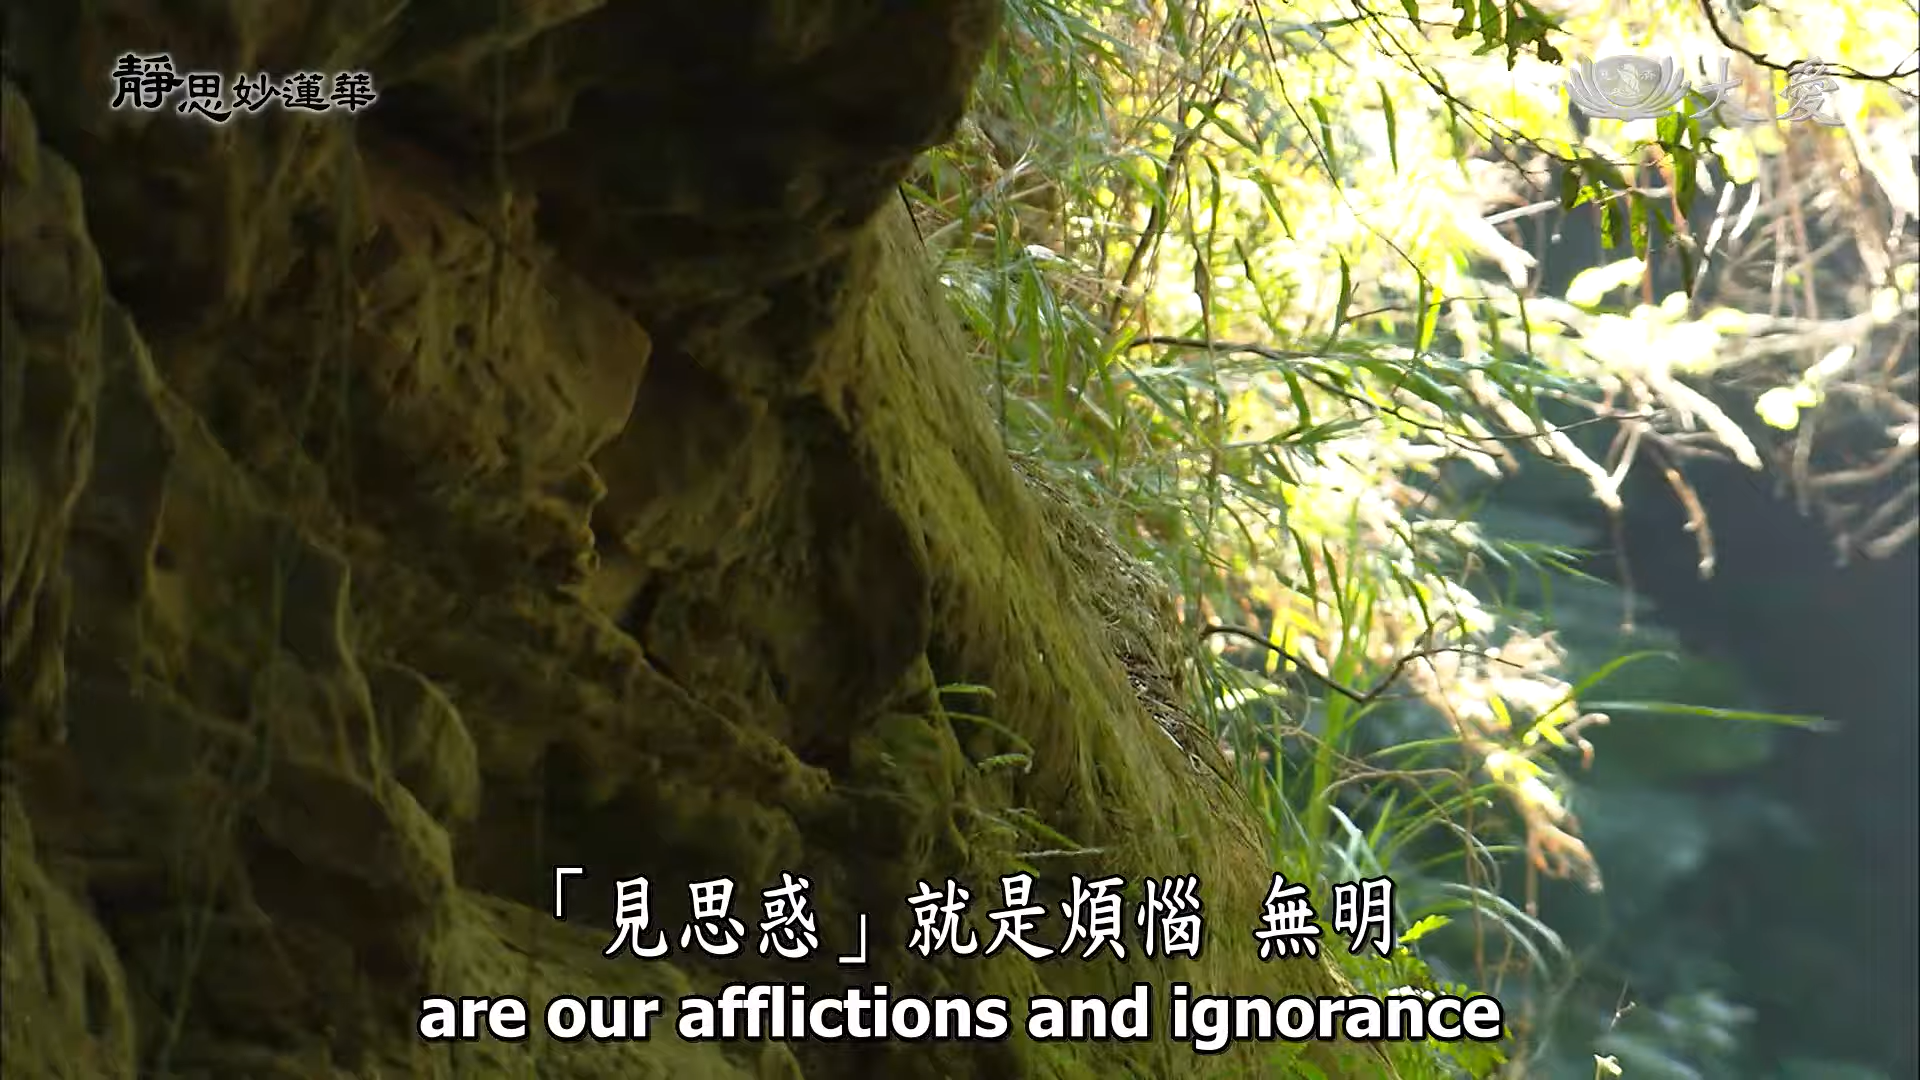 靜思妙蓮華
大愛
「見思惑」就是煩惱 無明
are our afflictions and ignorance